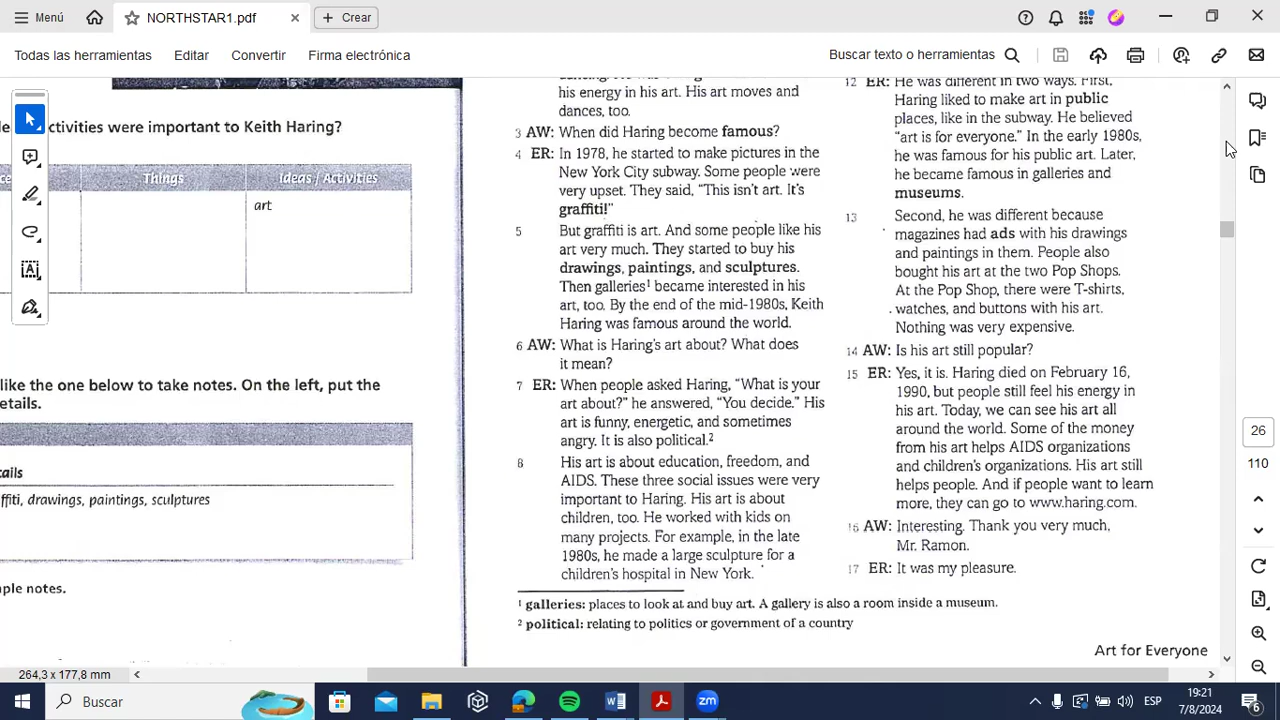 Menú
NORTHSTAR1.pdf
Crear
Todas las herramientas
Editar
Convertir
Firma electrónica
Buscar texto o herramientas
activities were important to Keith Haring?
Things
Ideas / Activities
art
like the one below to take notes. On the left, put the
etails.
tails
ffiti, drawings, paintings, sculptures
ple notes.
his energy in his art. His art moves and
dances, too.
3 AW: When did Haring become famous?
4 ER: In 1978, he started to make pictures in the
New York City subway. Some people were
very upset. They said, “This isn’t art. It’s
graffiti!”
5 But graffiti is art. And some people like his
art very much. They started to buy his
drawings, paintings, and sculptures.
Then galleries1 became interested in his
art, too. By the end of the mid-1980s, Keith
Haring was famous around the world.
6 AW: What is Haring’s art about? What does
it mean?
7 ER: When people asked Haring, “What is your
art about?” he answered, “You decide.” His
art is funny, energetic, and sometimes
angry. It is also political.2
8 His art is about education, freedom, and
AIDS. These three social issues were very
important to Haring. His art is about
children, too. He worked with kids on
many projects. For example, in the late
1980s, he made a large sculpture for a
children’s hospital in New York.
12 ER: He was different in two ways. First,
Haring liked to make art in public
places, like in the subway. He believed
“art is for everyone.” In the early 1980s,
he was famous for his public art. Later,
he became famous in galleries and
museums.
13 Second, he was different because
magazines had ads with his drawings
and paintings in them. People also
bought his art at the two Pop Shops.
At the Pop Shop, there were T-shirts,
watches, and buttons with his art.
Nothing was very expensive.
14 AW: Is his art still popular?
15 ER: Yes, it is. Haring died on February 16,
1990, but people still feel his energy in
his art. Today, we can see his art all
around the world. Some of the money
from his art helps AIDS organizations
and children’s organizations. His art still
helps people. And if people want to learn
more, they can go to www.haring.com.
16 AW: Interesting. Thank you very much,
Mr. Ramon.
17 ER: It was my pleasure.
1 galleries: places to look at and buy art. A gallery is also a room inside a museum.
2 political: relating to politics or government of a country
Art for Everyone
26
110
264,3 x 177,8 mm
Buscar
zm
ESP
19:21
7/8/2024
6